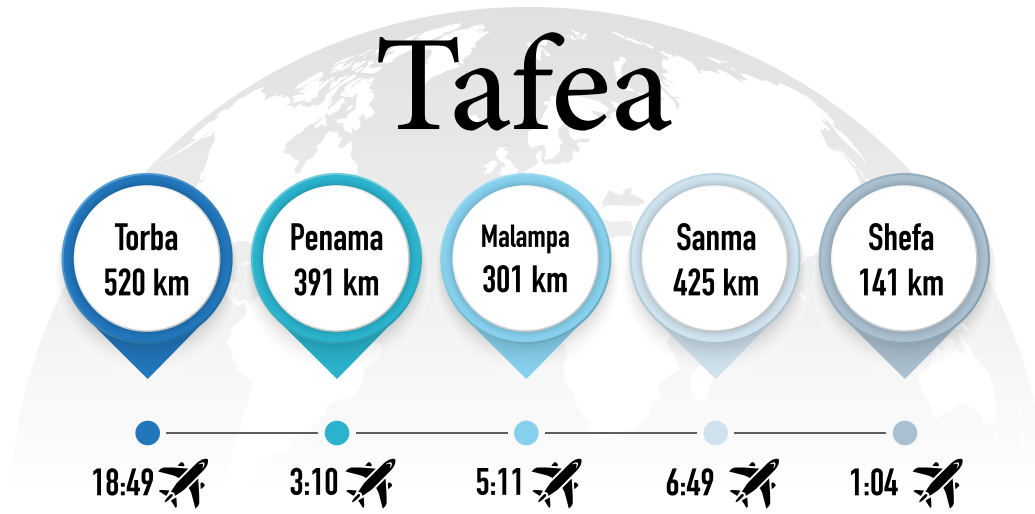 Tafea
Torba
520 km
Penama
391 km
Malampa
301 km
Sanma
425 km
Shefa
141 km
18:49
3:10
5:11
6:49
1:04